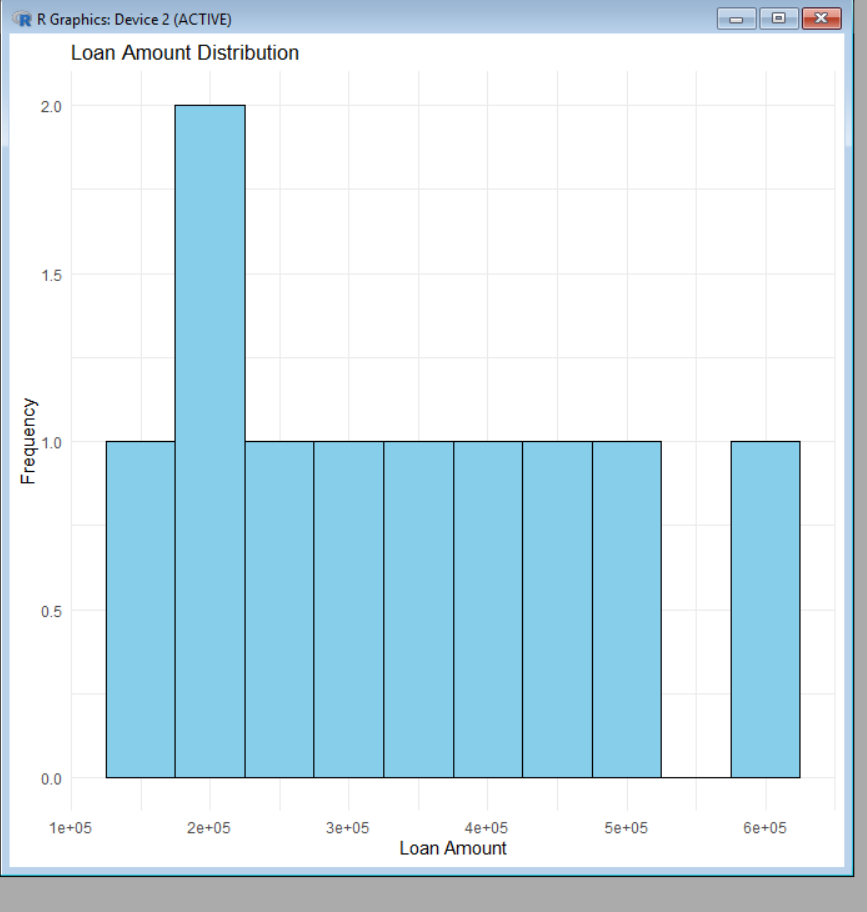 R Graphics: Device 2 (ACTIVE)
Loan Amount Distribution
2.0
1.5
1.0
0.5
0.0
Frequency
1e+05 2e+05 3e+05 4e+05 5e+05 6e+05
Loan Amount